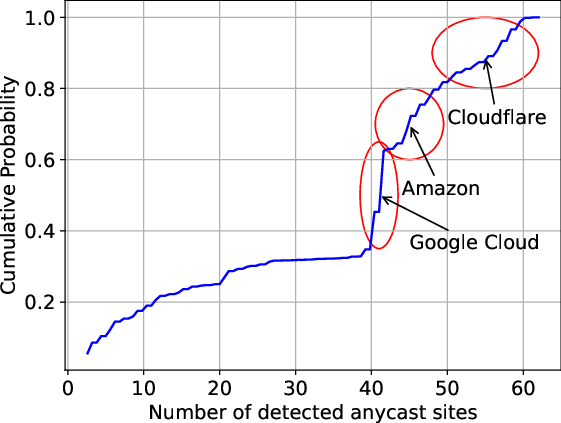 1.0
0.8
0.6
0.4
0.2
Cumulative Probability
Cloudflare
Amazon
Google Cloud
0 10 20 30 40 50 60
Number of detected anycast sites